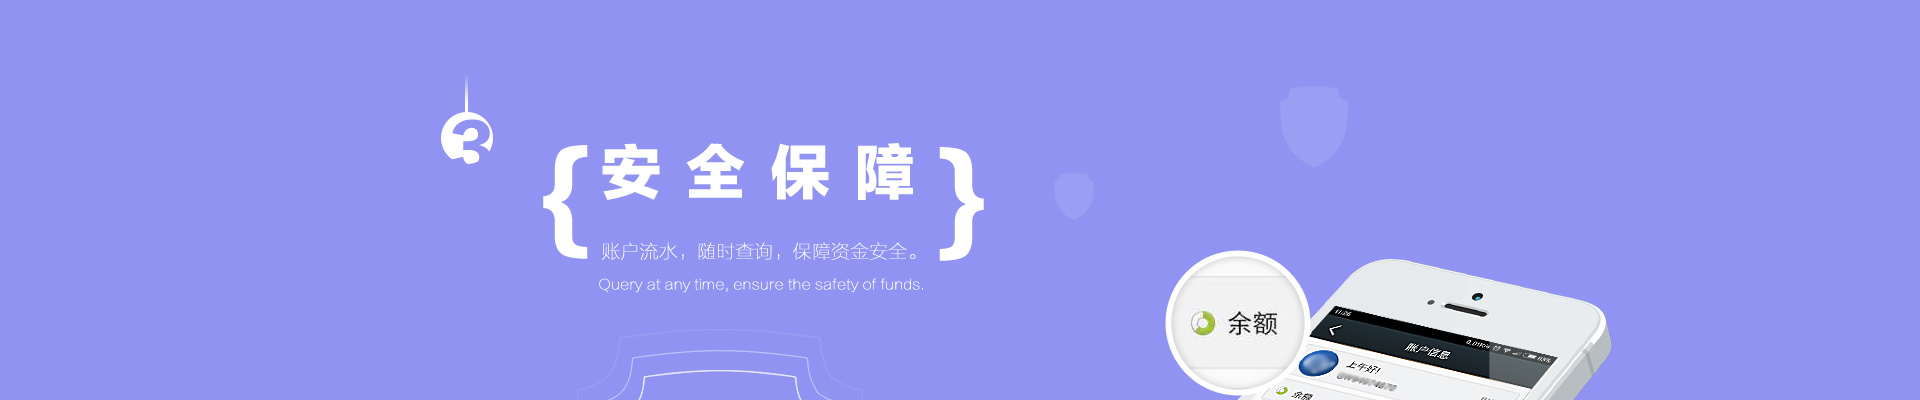 3
{ 安全保障 }
账户流水，随时查询，保障资金安全。
Query at any time, ensure the safety of funds.
余额
11:26
账户信息
上午好!
余额